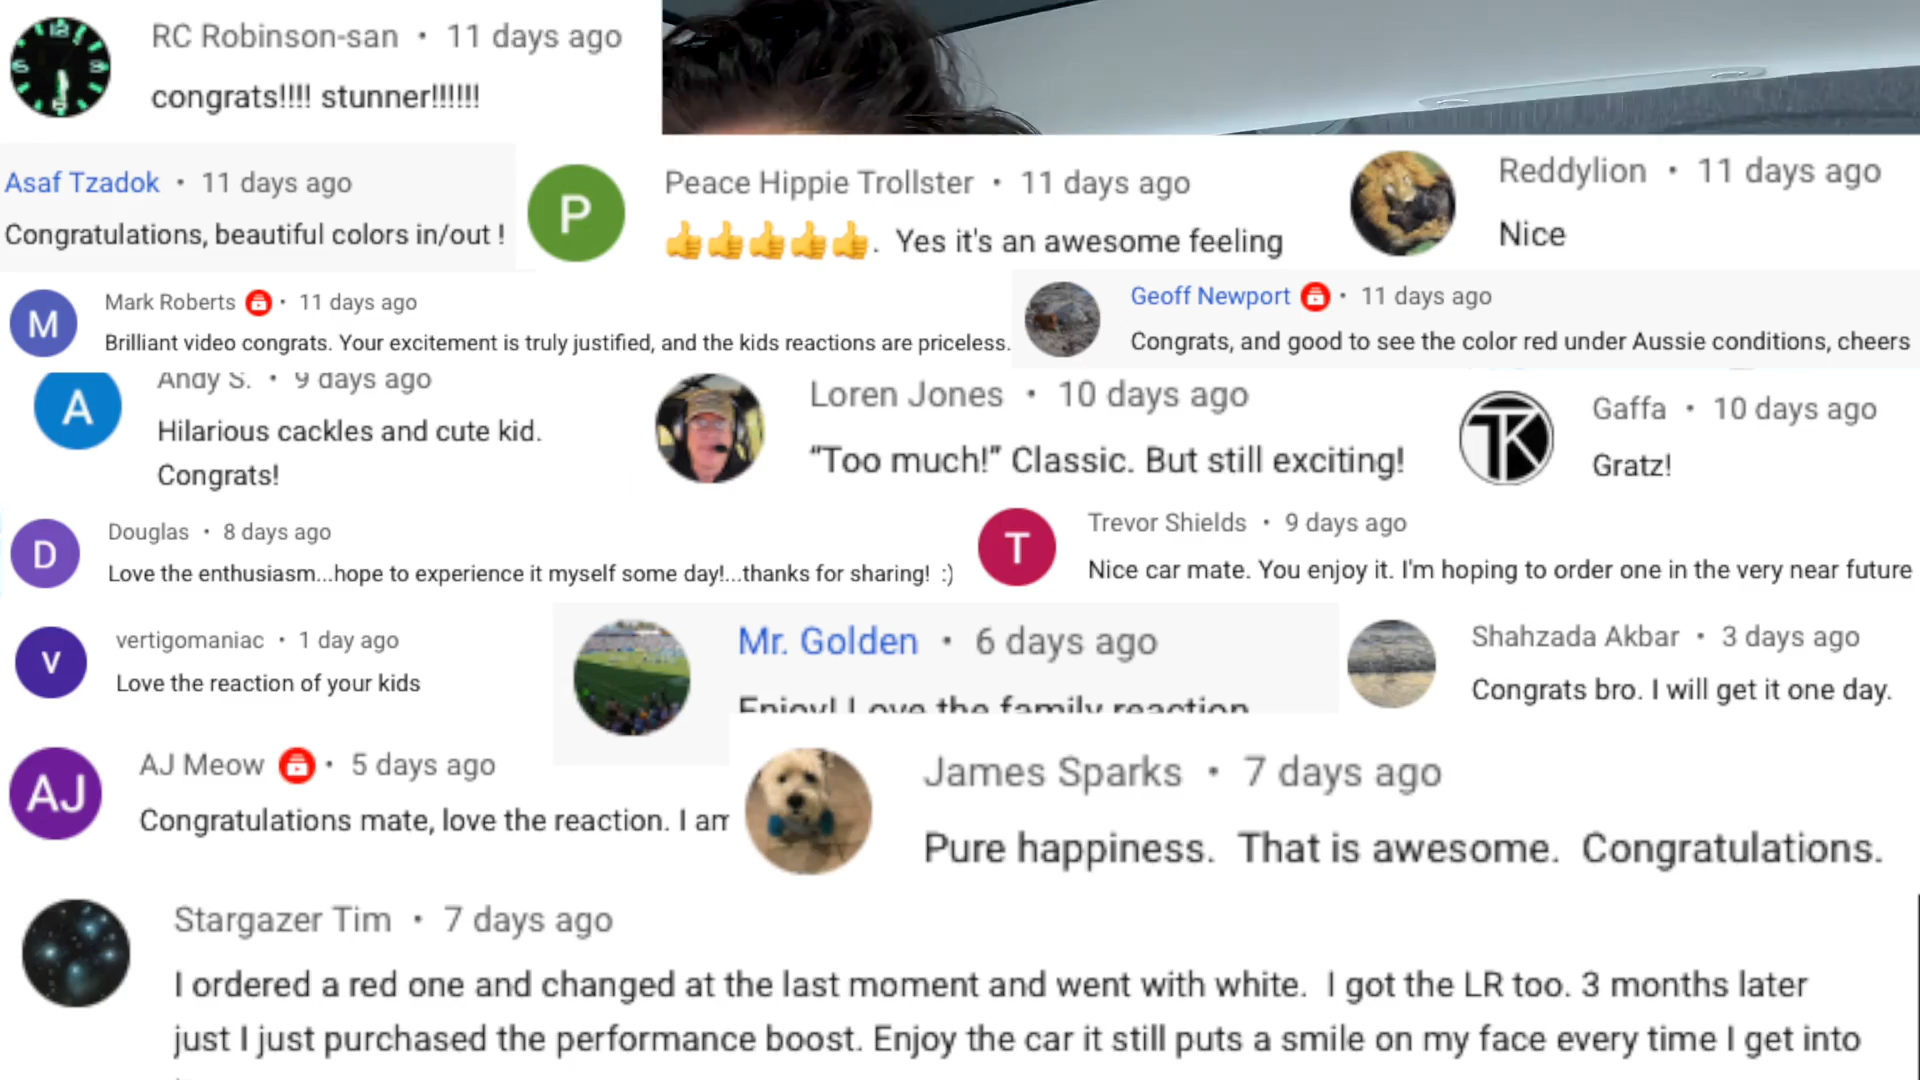 RC Robinson-san • 11 days ago
congrats!!!! stunner!!!!!!
Asaf Tzadok • 11 days ago
Congratulations, beautiful colors in/out !
P
Peace Hippie Trollster • 11 days ago
👍👍👍👍👍. Yes it's an awesome feeling
Reddylion • 11 days ago
Nice
M
Mark Roberts • 11 days ago
Brilliant video congrats. Your excitement is truly justified, and the kids reactions are priceless.
Geoff Newport • 11 days ago
Congrats, and good to see the color red under Aussie conditions, cheers
A
Andy S. • 9 days ago
Hilarious cackles and cute kid.
Congrats!
Loren Jones • 10 days ago
“Too much!” Classic. But still exciting!
TK
Gaffa • 10 days ago
Gratz!
D
Douglas • 8 days ago
Love the enthusiasm...hope to experience it myself some day!...thanks for sharing! :)
T
Trevor Shields • 9 days ago
Nice car mate. You enjoy it. I'm hoping to order one in the very near future
v
vertigomaniac • 1 day ago
Love the reaction of your kids
Mr. Golden • 6 days ago
Enjoy! Love the family reaction
Shahzada Akbar • 3 days ago
Congrats bro. I will get it one day.
AJ
AJ Meow • 5 days ago
Congratulations mate, love the reaction. I am
James Sparks • 7 days ago
Pure happiness. That is awesome. Congratulations.
Stargazer Tim • 7 days ago
I ordered a red one and changed at the last moment and went with white. I got the LR too. 3 months later
just I just purchased the performance boost. Enjoy the car it still puts a smile on my face every time I get into